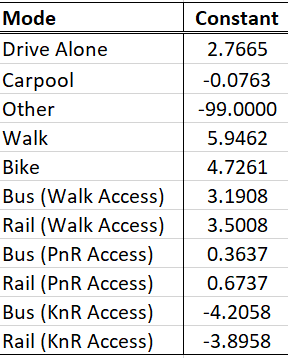 Mode Constant
Drive Alone 2.7665
Carpool -0.0763
Other -99.0000
Walk 5.9462
Bike 4.7261
Bus (Walk Access) 3.1908
Rail (Walk Access) 3.5008
Bus (PnR Access) 0.3637
Rail (PnR Access) 0.6737
Bus (KnR Access) -4.2058
Rail (KnR Access) -3.8958